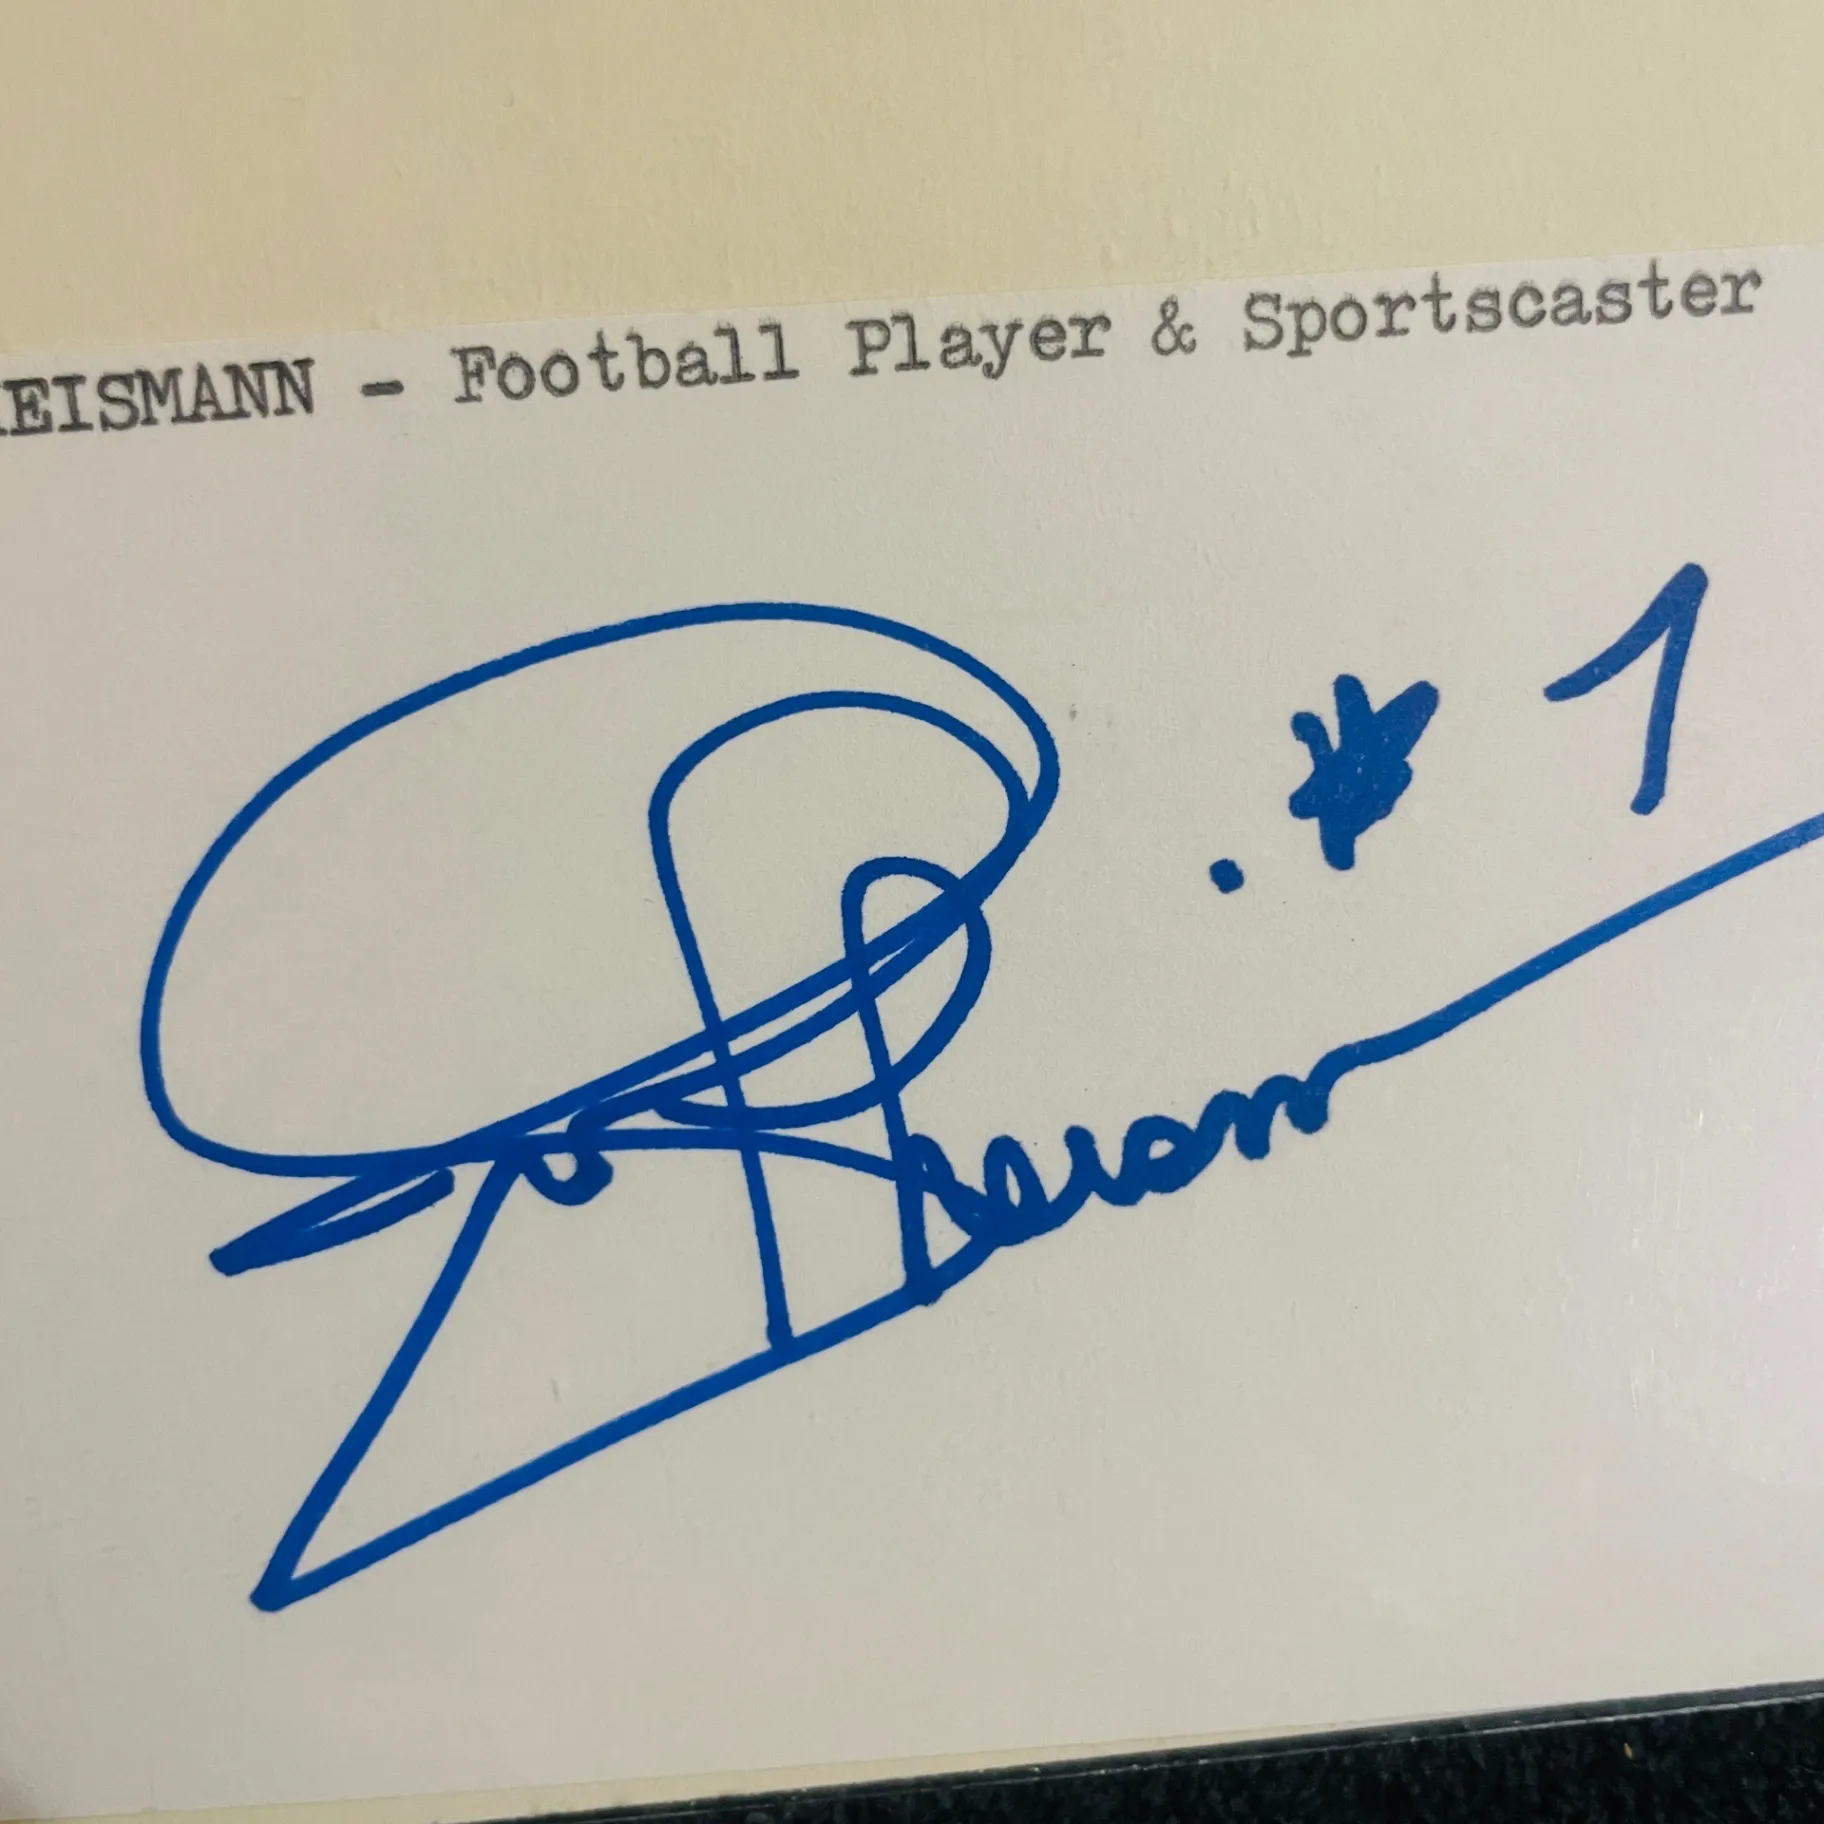 EISMANN - Football Player & Sportscaster
# 7